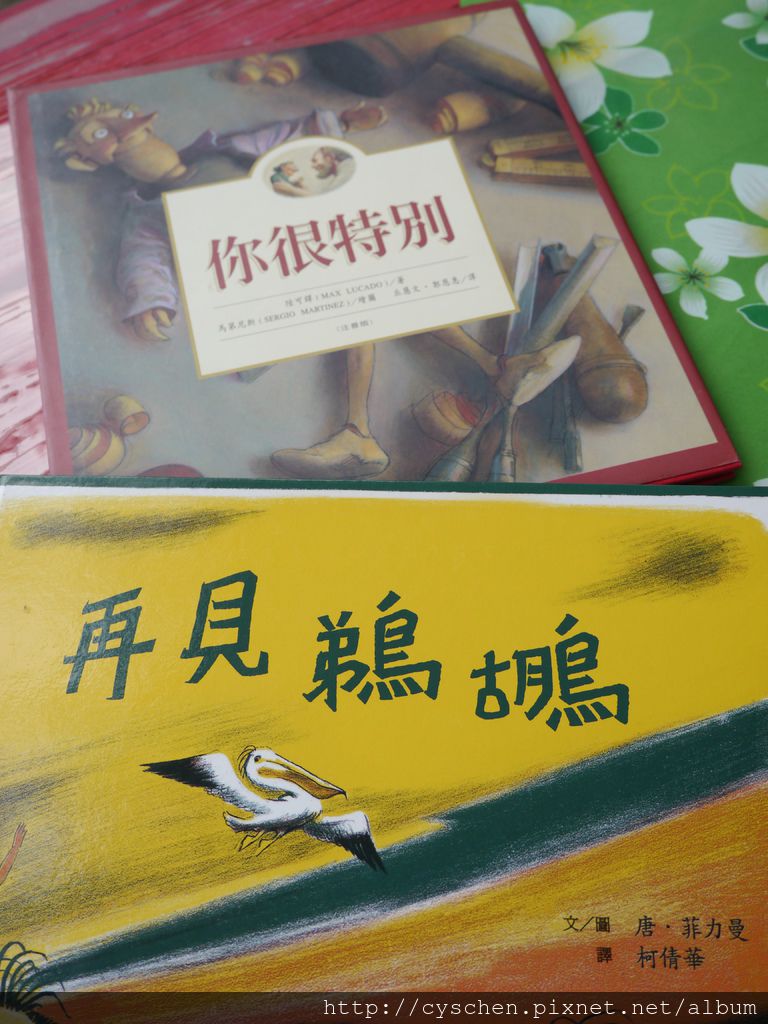 你很特別
陸可鐸(MAX LUCADO)/著
馬第尼斯(SERGIO MARTINEZ)/繪圖 丘慧文・郭恩惠/譯
(注音版)
再見鵜鶘
文/圖 唐・菲力曼
譯 柯倩華
http://cyschen.pixnet.net/album